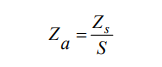 Z_a = Z_s / S